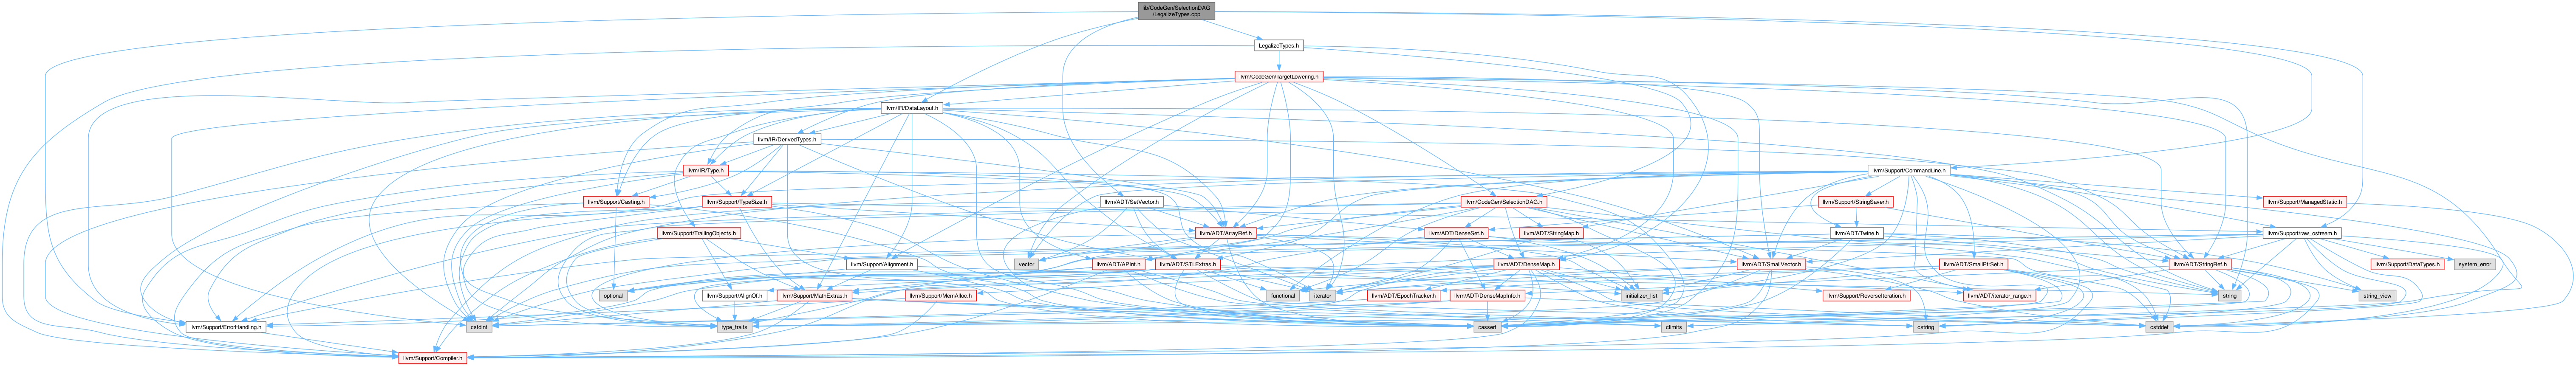 lib/CodeGen/SelectionDAG
/LegalizeTypes.cpp
LegalizeTypes.h
llvm/CodeGen/TargetLowering.h
llvm/IR/DataLayout.h
llvm/IR/DerivedTypes.h
llvm/IR/Type.h
llvm/Support/CommandLine.h
llvm/Support/Casting.h
llvm/Support/TypeSize.h
llvm/ADT/SetVector.h
llvm/CodeGen/SelectionDAG.h
llvm/Support/StringSaver.h
llvm/Support/ManagedStatic.h
llvm/Support/TrailingObjects.h
llvm/ADT/ArrayRef.h
llvm/ADT/DenseSet.h
llvm/ADT/StringMap.h
llvm/ADT/Twine.h
llvm/Support/raw_ostream.h
vector
llvm/Support/Alignment.h
llvm/ADT/APInt.h
llvm/ADT/STLExtras.h
llvm/ADT/DenseMap.h
llvm/ADT/SmallVector.h
llvm/ADT/SmallPtrSet.h
llvm/ADT/StringRef.h
llvm/Support/DataTypes.h
system_error
optional
llvm/Support/AlignOf.h
llvm/Support/MathExtras.h
llvm/Support/MemAlloc.h
functional
iterator
llvm/ADT/EpochTracker.h
llvm/ADT/DenseMapInfo.h
initializer_list
llvm/Support/ReverseIteration.h
llvm/ADT/iterator_range.h
string
string_view
llvm/Support/ErrorHandling.h
cstdint
type_traits
cassert
climits
cstring
cstddef
llvm/Support/Compiler.h